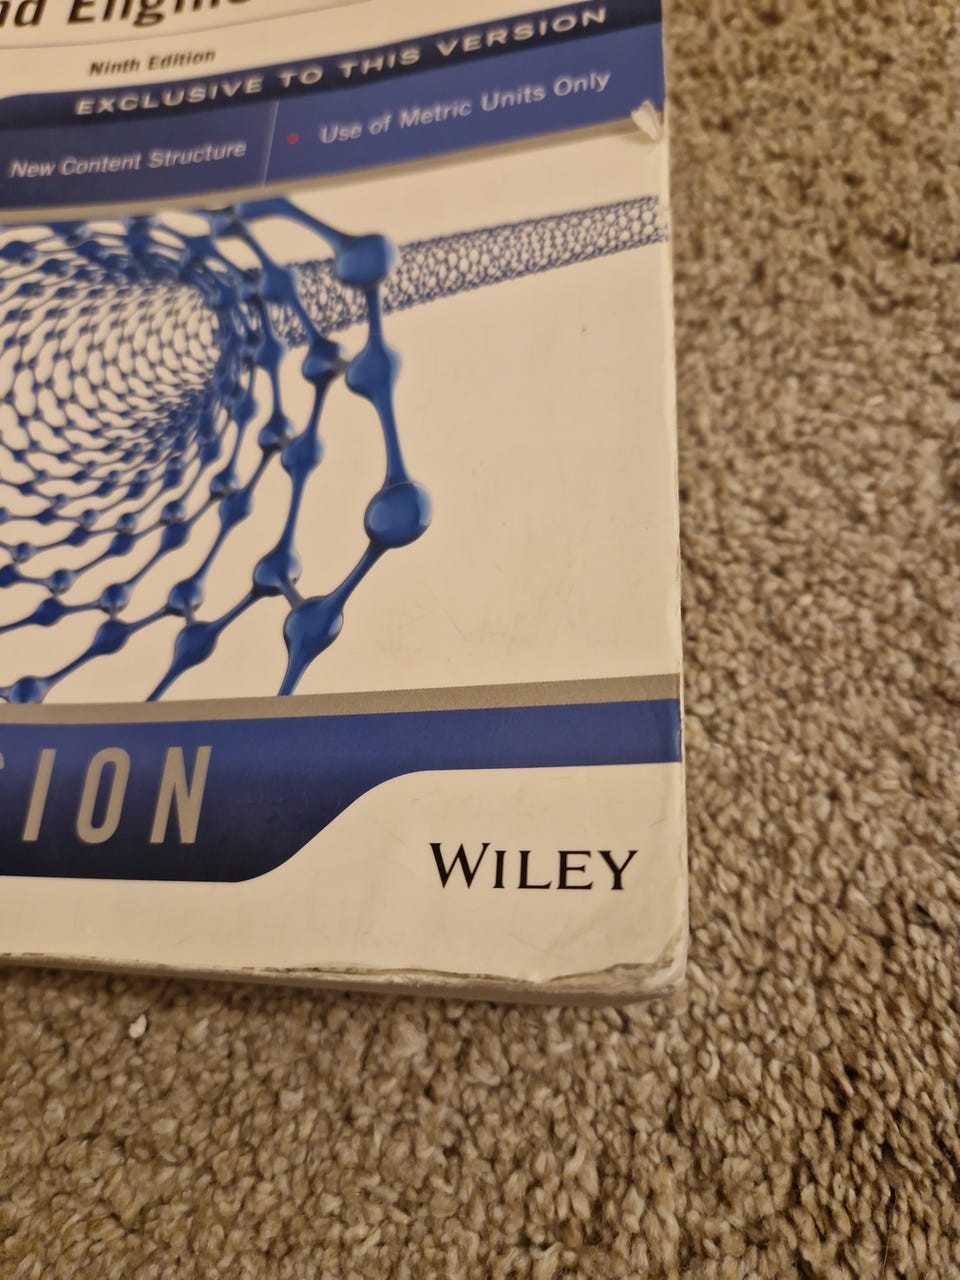 nd Engine
Ninth Edition
EXCLUSIVE TO THIS VERSION
New Content Structure • Use of Metric Units Only
SION
WILEY